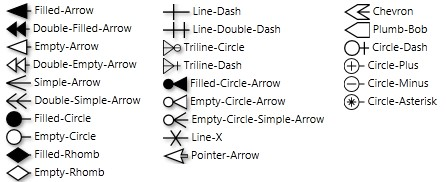 Filled-Arrow
Double-Filled-Arrow
Empty-Arrow
Double-Empty-Arrow
Simple-Arrow
Double-Simple-Arrow
Filled-Circle
Empty-Circle
Filled-Rhomb
Empty-Rhomb
Line-Dash
Line-Double-Dash
Triline-Circle
Triline-Dash
Filled-Circle-Arrow
Empty-Circle-Arrow
Empty-Circle-Simple-Arrow
Line-X
Pointer-Arrow
Chevron
Plumb-Bob
Circle-Dash
Circle-Plus
Circle-Minus
Circle-Asterisk